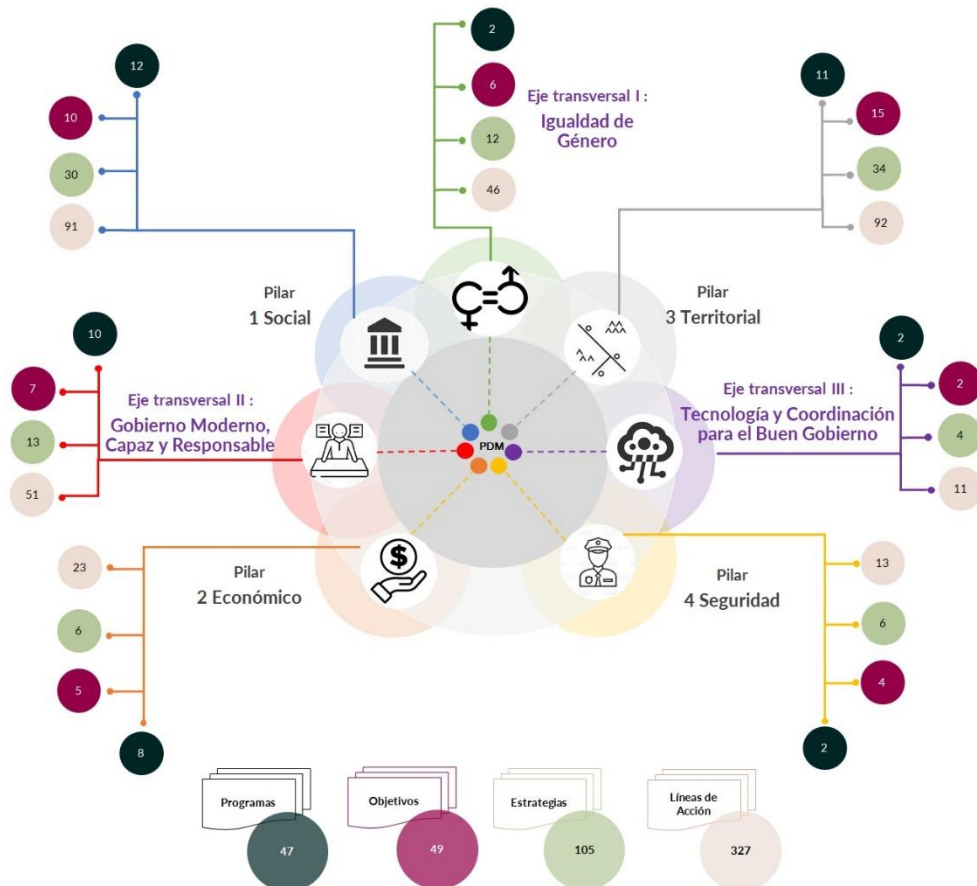 2
6
12
46
Eje transversal I :
Igualdad de
Género
12
10
30
91
11
15
34
92
Pilar
1 Social
Pilar
3 Territorial
10
7
13
51
Eje transversal II :
Gobierno Moderno,
Capaz y Responsable
PDM
Eje transversal III :
Tecnología y Coordinación
para el Buen Gobierno
2
2
4
11
23
6
5
8
Pilar
2 Económico
$
Pilar
4 Seguridad
13
6
4
2
Programas
47
Objetivos
49
Estrategias
105
Líneas de
Acción
327